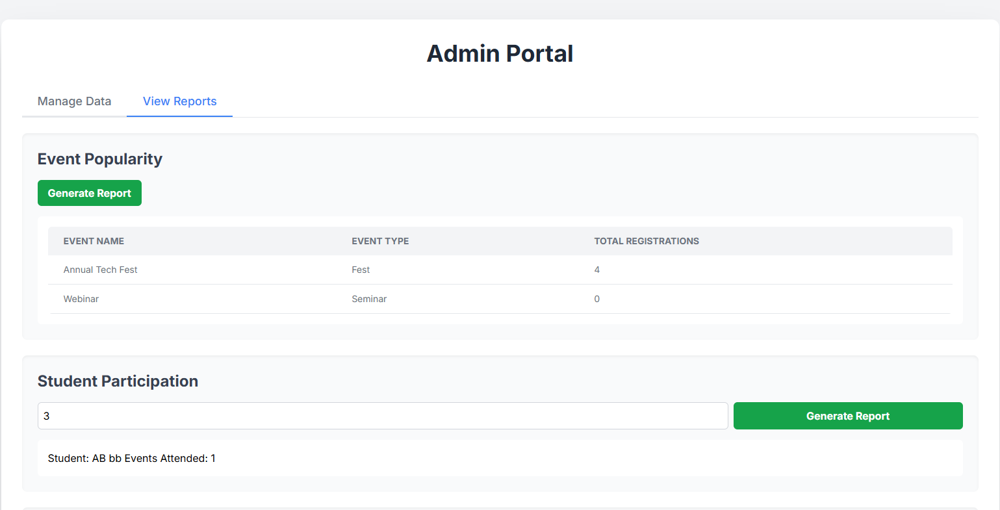 Admin Portal
Manage Data View Reports
Event Popularity
Generate Report
EVENT NAME EVENT TYPE TOTAL REGISTRATIONS
Annual Tech Fest Fest 4
Webinar Seminar 0
Student Participation
3 Generate Report
Student: AB bb Events Attended: 1